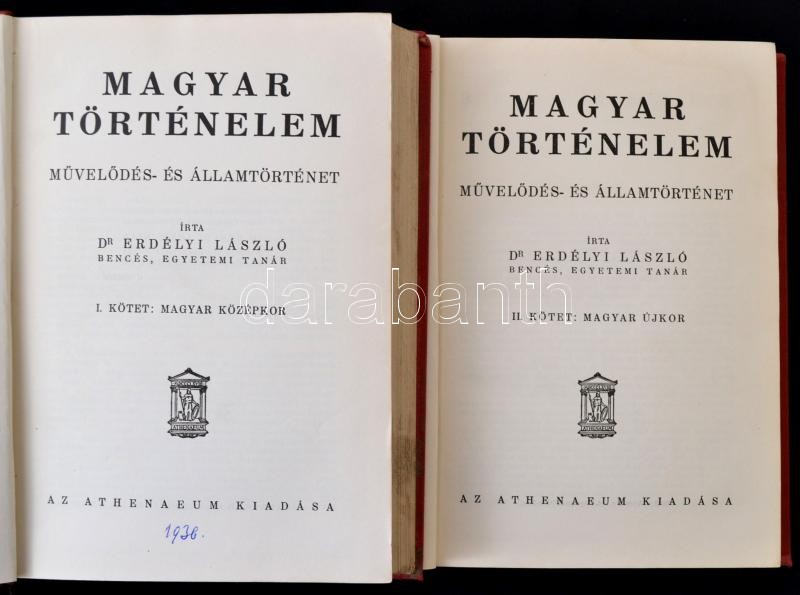 MAGYAR
TÖRTÉNELEM
MŰVELŐDÉS- ÉS ÁLLAMTÖRTÉNET
ÍRTA
DR ERDÉLYI LÁSZLÓ
BENCÉS, EGYETEMI TANÁR
I. KÖTET: MAGYAR KÖZÉPKOR
ATHENAEUM
AZ ATHENAEUM KIADÁSA
1936.
MAGYAR
TÖRTÉNELEM
MŰVELŐDÉS- ÉS ÁLLAMTÖRTÉNET
ÍRTA
DR ERDÉLYI LÁSZLÓ
BENCÉS, EGYETEMI TANÁR
II. KÖTET: MAGYAR ÚJKOR
ATHENAEUM
AZ ATHENAEUM KIADÁSA
darabanth